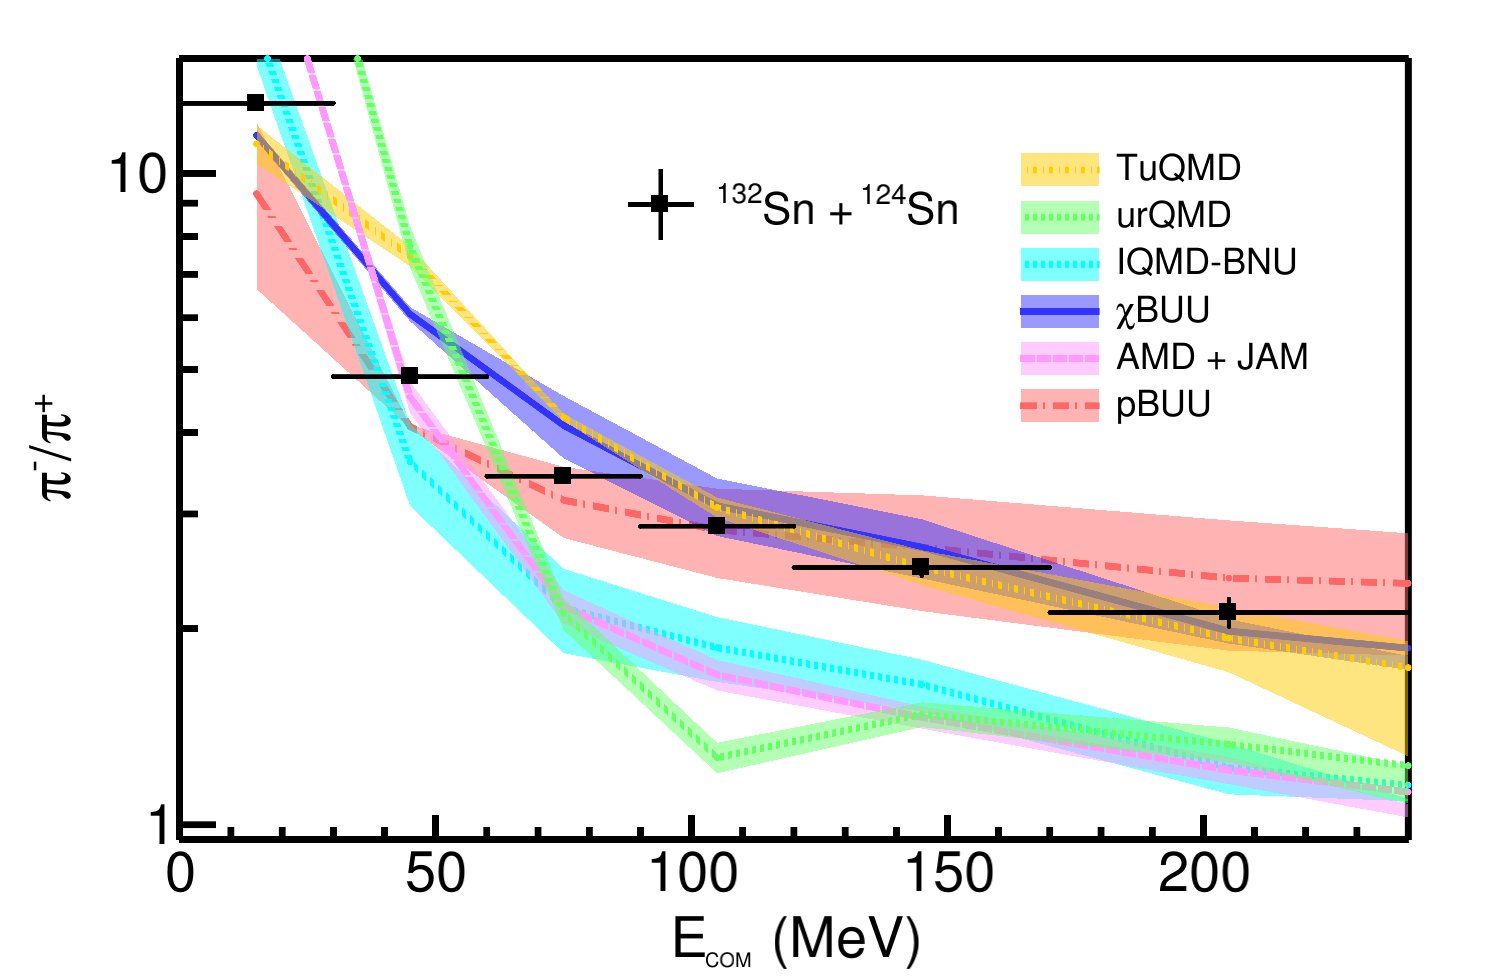 10
1
π⁻/π⁺
¹³²Sn + ¹²⁴Sn
TuQMD
urQMD
IQMD-BNU
χBUU
AMD + JAM
pBUU
0 50 100 150 200
E_COM (MeV)